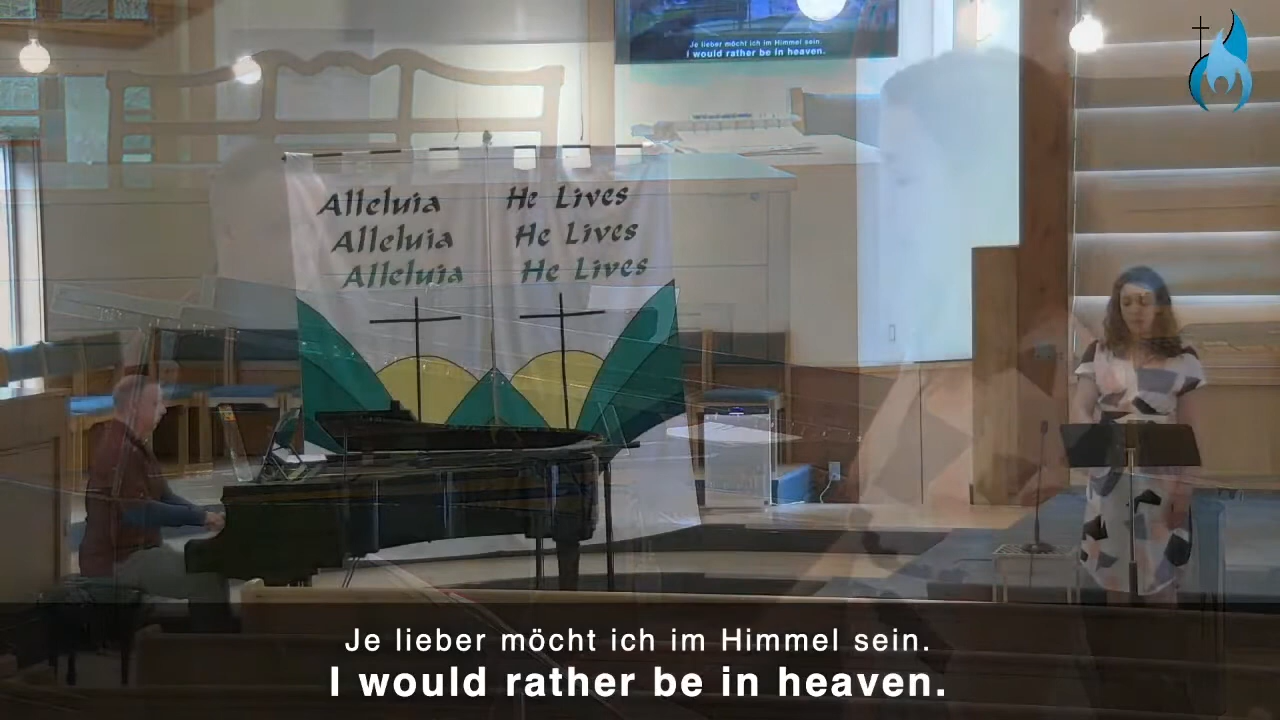 Je lieber möcht ich im Himmel sein.
I would rather be in heaven.
Alleluia He Lives
Alleluia He Lives
Alleluia He Lives
Je lieber möcht ich im Himmel sein.
I would rather be in heaven.